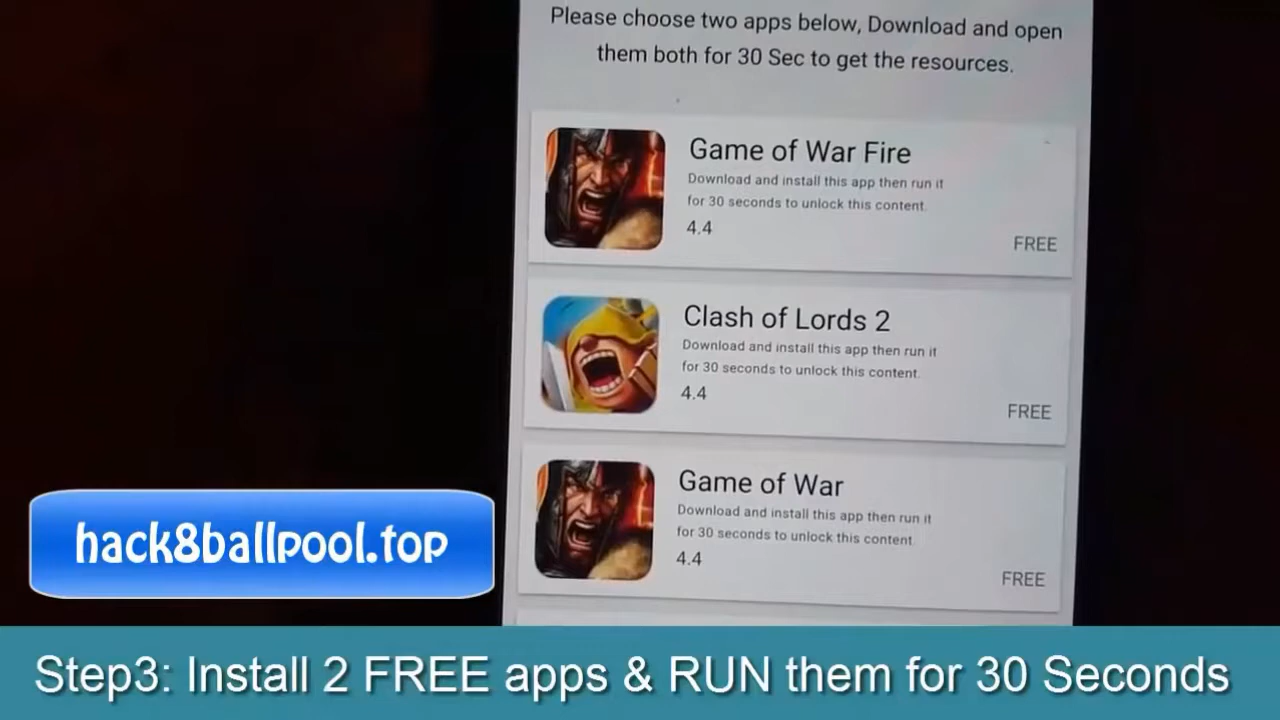 Please choose two apps below, Download and open
them both for 30 Sec to get the resources.
Game of War Fire
Download and install this app then run it
for 30 seconds to unlock this content.
4.4
FREE
Clash of Lords 2
Download and install this app then run it
for 30 seconds to unlock this content.
4.4
FREE
Game of War
Download and install this app then run it
for 30 seconds to unlock this content.
4.4
FREE
hack8ballpool.top
Step3: Install 2 FREE apps & RUN them for 30 Seconds